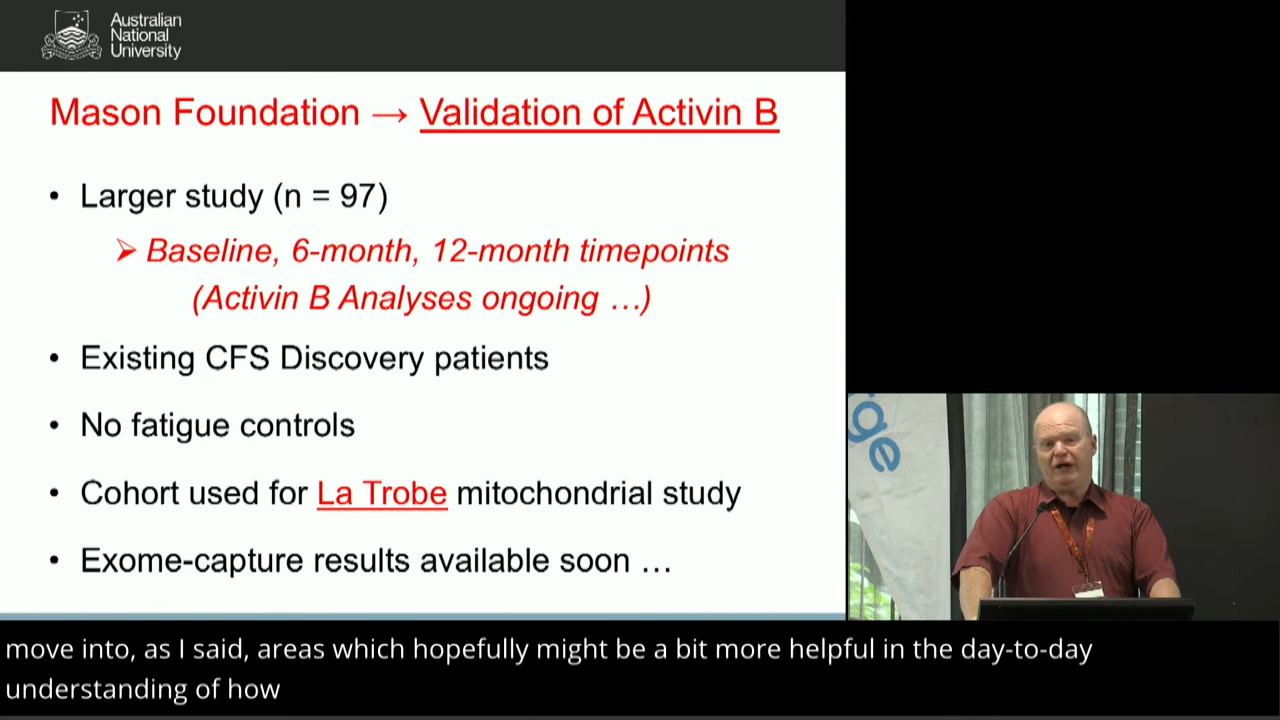 Australian
National
University
Mason Foundation → Validation of Activin B
• Larger study (n = 97)
➢ Baseline, 6-month, 12-month timepoints
(Activin B Analyses ongoing …)
• Existing CFS Discovery patients
• No fatigue controls
• Cohort used for La Trobe mitochondrial study
• Exome-capture results available soon …
rge
move into, as I said, areas which hopefully might be a bit more helpful in the day-to-day
understanding of how